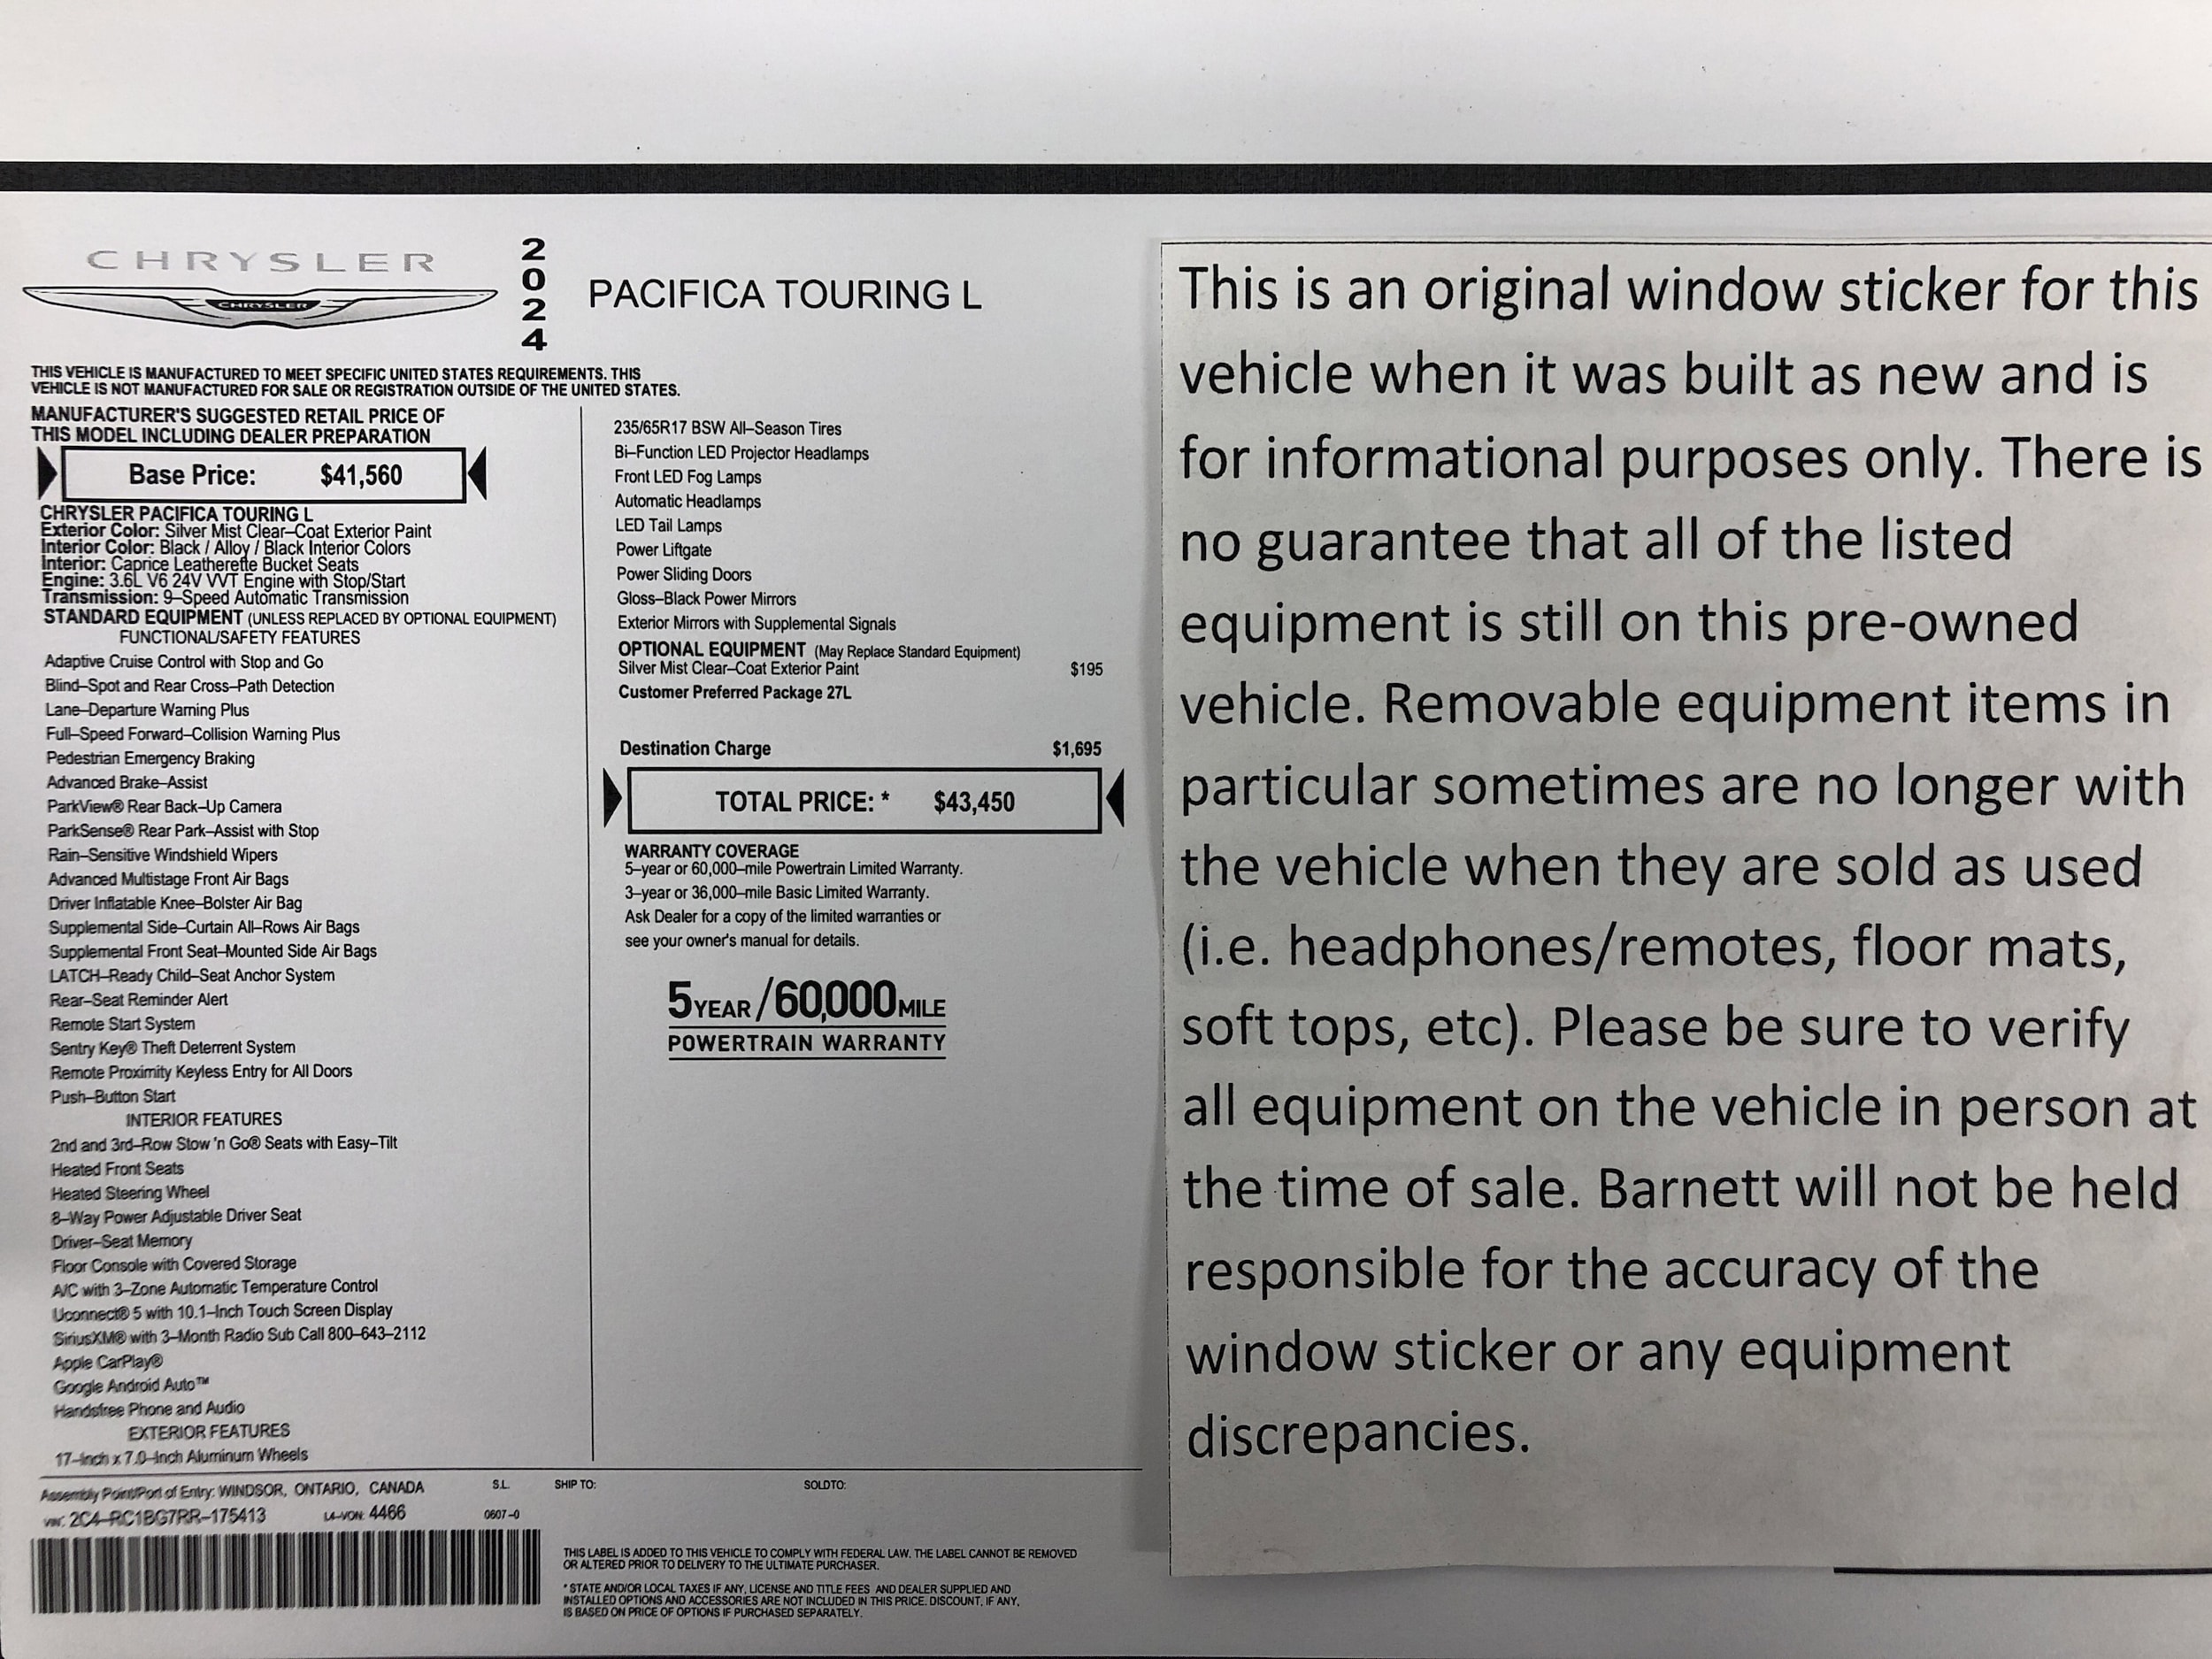 CHRYSLER
CHRYSLER
2
0
2
4
PACIFICA TOURING L
THIS VEHICLE IS MANUFACTURED TO MEET SPECIFIC UNITED STATES REQUIREMENTS. THIS
VEHICLE IS NOT MANUFACTURED FOR SALE OR REGISTRATION OUTSIDE OF THE UNITED STATES.
MANUFACTURER'S SUGGESTED RETAIL PRICE OF
THIS MODEL INCLUDING DEALER PREPARATION
Base Price: $41,560
CHRYSLER PACIFICA TOURING L
Exterior Color: Silver Mist Clear–Coat Exterior Paint
Interior Color: Black / Alloy / Black Interior Colors
Interior: Caprice Leatherette Bucket Seats
Engine: 3.6L V6 24V VVT Engine with Stop/Start
Transmission: 9–Speed Automatic Transmission
STANDARD EQUIPMENT (UNLESS REPLACED BY OPTIONAL EQUIPMENT)
FUNCTIONAL/SAFETY FEATURES
Adaptive Cruise Control with Stop and Go
Blind–Spot and Rear Cross–Path Detection
Lane–Departure Warning Plus
Full–Speed Forward–Collision Warning Plus
Pedestrian Emergency Braking
Advanced Brake–Assist
ParkView® Rear Back–Up Camera
ParkSense® Rear Park–Assist with Stop
Rain–Sensitive Windshield Wipers
Advanced Multistage Front Air Bags
Driver Inflatable Knee–Bolster Air Bag
Supplemental Side–Curtain All–Rows Air Bags
Supplemental Front Seat–Mounted Side Air Bags
LATCH–Ready Child–Seat Anchor System
Rear–Seat Reminder Alert
Remote Start System
Sentry Key® Theft Deterrent System
Remote Proximity Keyless Entry for All Doors
Push–Button Start
INTERIOR FEATURES
2nd and 3rd–Row Stow 'n Go® Seats with Easy–Tilt
Heated Front Seats
Heated Steering Wheel
8–Way Power Adjustable Driver Seat
Driver–Seat Memory
Floor Console with Covered Storage
A/C with 3–Zone Automatic Temperature Control
Uconnect® 5 with 10.1–Inch Touch Screen Display
SiriusXM® with 3–Month Radio Sub Call 800–643–2112
Apple CarPlay®
Google Android Auto™
Handsfree Phone and Audio
EXTERIOR FEATURES
17–Inch x 7.0–Inch Aluminum Wheels
235/65R17 BSW All–Season Tires
Bi–Function LED Projector Headlamps
Front LED Fog Lamps
Automatic Headlamps
LED Tail Lamps
Power Liftgate
Power Sliding Doors
Gloss–Black Power Mirrors
Exterior Mirrors with Supplemental Signals
OPTIONAL EQUIPMENT (May Replace Standard Equipment)
Silver Mist Clear–Coat Exterior Paint $195
Customer Preferred Package 27L
Destination Charge $1,695
TOTAL PRICE: * $43,450
WARRANTY COVERAGE
5–year or 60,000–mile Powertrain Limited Warranty.
3–year or 36,000–mile Basic Limited Warranty.
Ask Dealer for a copy of the limited warranties or
see your owner's manual for details.
5 YEAR/60,000 MILE
POWERTRAIN WARRANTY
Assembly Point/Port of Entry: WINDSOR, ONTARIO, CANADA
S.L. SHIP TO: SOLD TO:
VIN: 2C4–RC1BG7RR–175413 L4–VON: 4466 0607–0
THIS LABEL IS ADDED TO THIS VEHICLE TO COMPLY WITH FEDERAL LAW. THE LABEL CANNOT BE REMOVED
OR ALTERED PRIOR TO DELIVERY TO THE ULTIMATE PURCHASER.
* STATE AND/OR LOCAL TAXES IF ANY, LICENSE AND TITLE FEES AND DEALER SUPPLIED AND
INSTALLED OPTIONS AND ACCESSORIES ARE NOT INCLUDED IN THIS PRICE. DISCOUNT, IF ANY,
IS BASED ON PRICE OF OPTIONS IF PURCHASED SEPARATELY.
This is an original window sticker for this
vehicle when it was built as new and is
for informational purposes only. There is
no guarantee that all of the listed
equipment is still on this pre-owned
vehicle. Removable equipment items in
particular sometimes are no longer with
the vehicle when they are sold as used
(i.e. headphones/remotes, floor mats,
soft tops, etc). Please be sure to verify
all equipment on the vehicle in person at
the time of sale. Barnett will not be held
responsible for the accuracy of the
window sticker or any equipment
discrepancies.